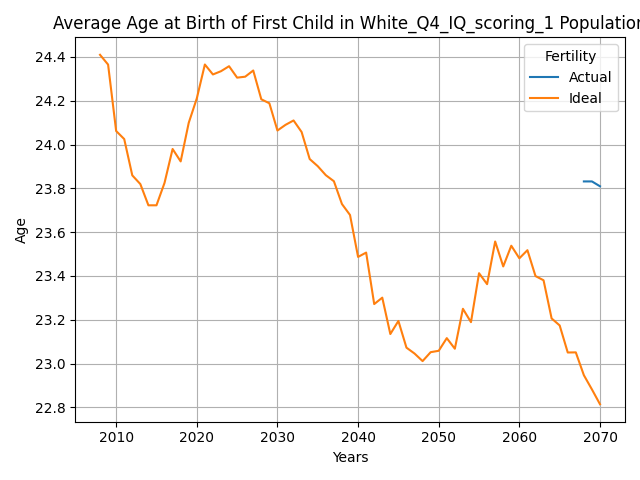 Average Age at Birth of First Child in White_Q4_IQ_scoring_1 Population
Fertility
Actual
Ideal
24.4
24.2
24.0
23.8
23.6
23.4
23.2
23.0
22.8
Age
2010 2020 2030 2040 2050 2060 2070
Years